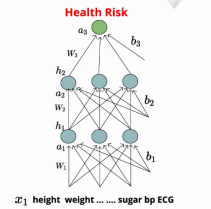 Health Risk
a₃
b₃
W₃
h₂
a₂
W₂
b₂
h₁
a₁
b₁
W₁
x₁ height weight ... .... sugar bp ECG